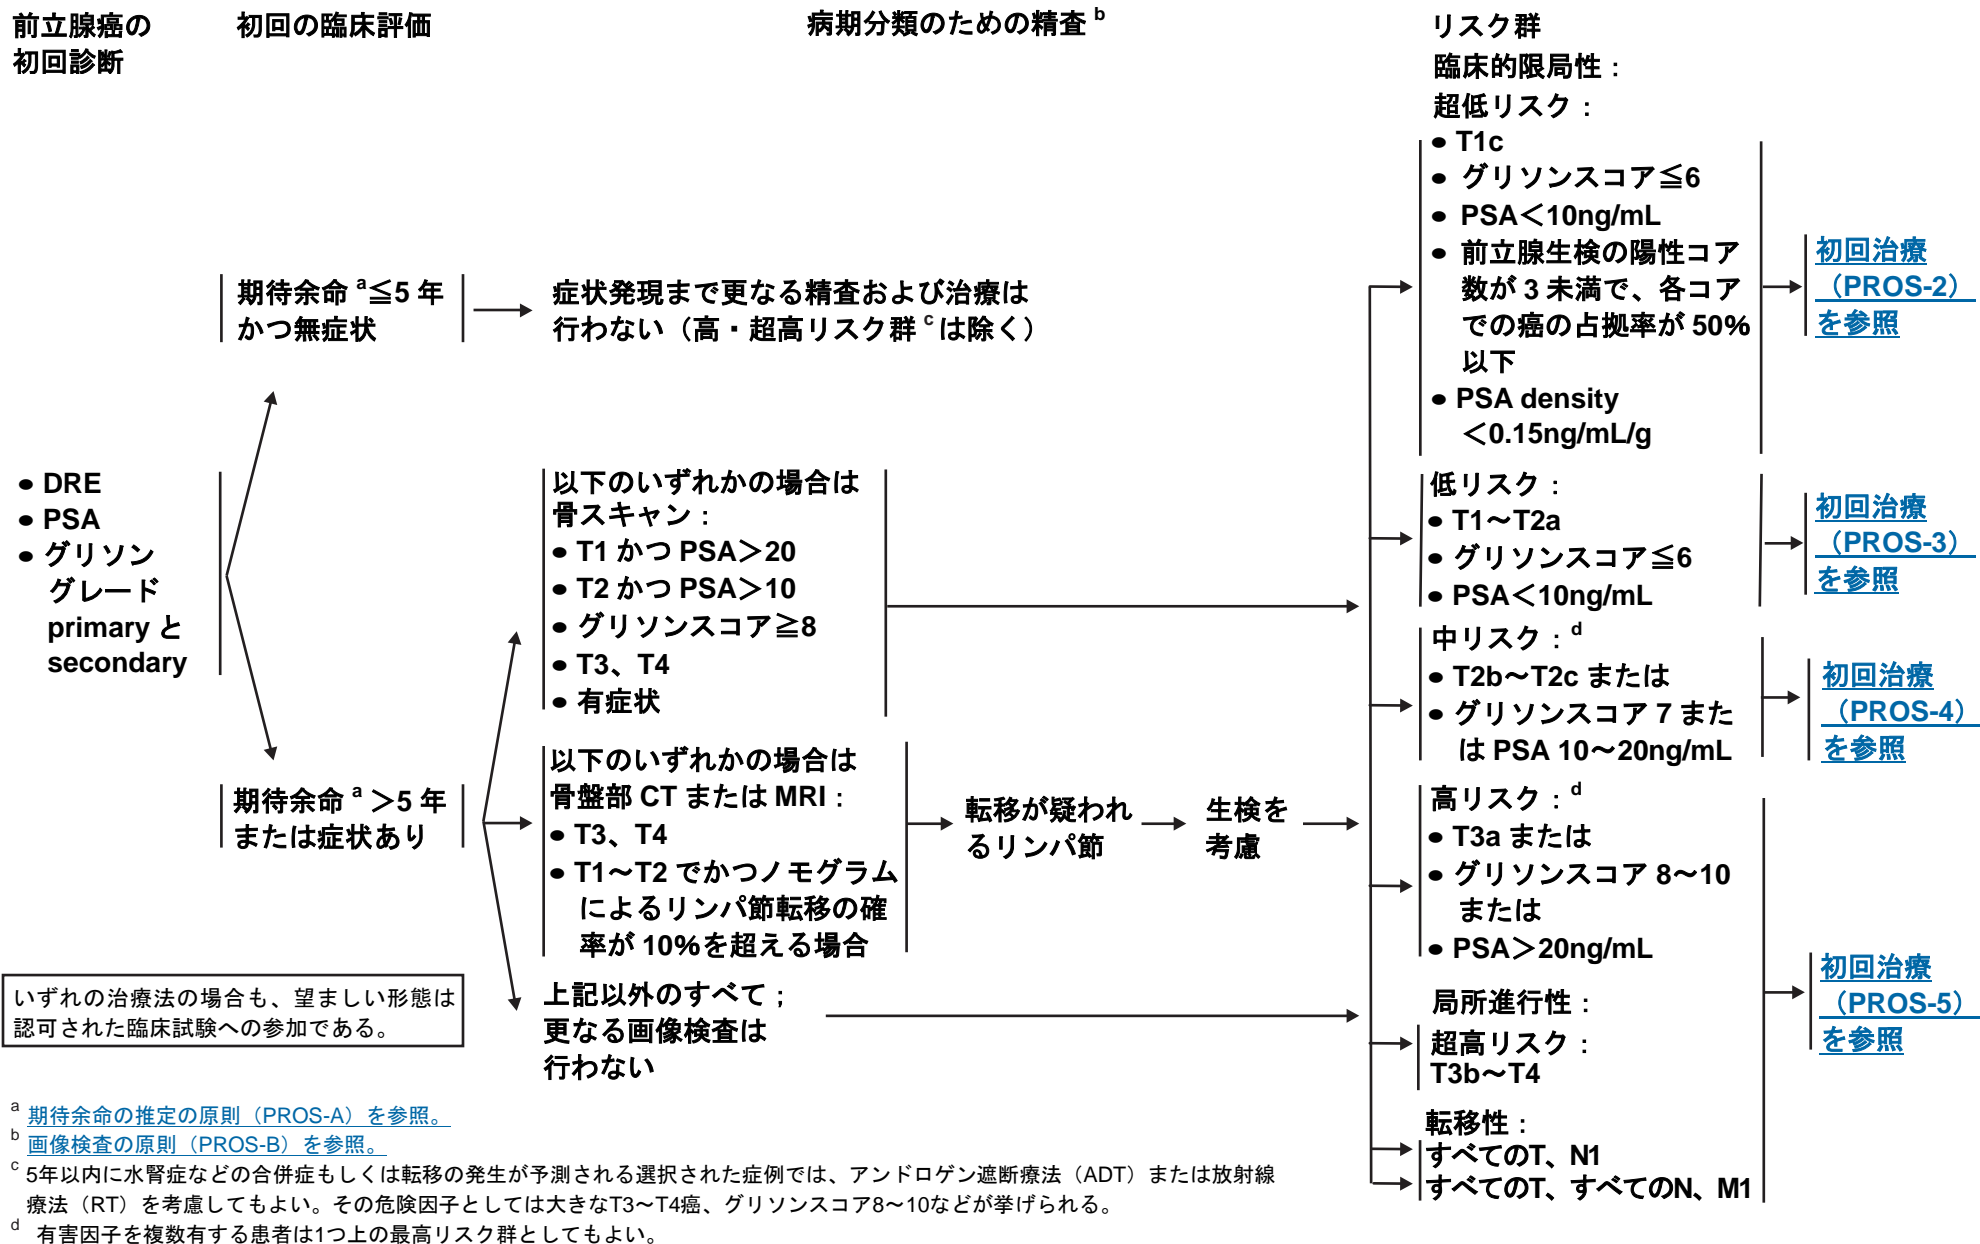 前立腺癌の
初回診断
初回の臨床評価
病期分類のための精査 b
リスク群
臨床的限局性：
超低リスク：
● T1c
● グリソンスコア≦6
● PSA＜10ng/mL
● 前立腺生検の陽性コア
数が 3 未満で、各コア
での癌の占拠率が 50%
以下
● PSA density
＜0.15ng/mL/g
初回治療
（PROS-2）
を参照
期待余命 a≦5 年
かつ無症状
症状発現まで更なる精査および治療は
行わない（高・超高リスク群 c は除く）
● DRE
● PSA
● グリソン
グレード
primary と
secondary
以下のいずれかの場合は
骨スキャン：
● T1 かつ PSA＞20
● T2 かつ PSA＞10
● グリソンスコア≧8
● T3、T4
● 有症状
低リスク：
● T1～T2a
● グリソンスコア≦6
● PSA＜10ng/mL
初回治療
（PROS-3）
を参照
中リスク：d
● T2b～T2c または
● グリソンスコア 7 また
は PSA 10～20ng/mL
初回治療
（PROS-4）
を参照
期待余命 a ＞5 年
または症状あり
以下のいずれかの場合は
骨盤部 CT または MRI：
● T3、T4
● T1～T2 でかつノモグラム
によるリンパ節転移の確
率が 10%を超える場合
転移が疑われ
るリンパ節
生検を
考慮
高リスク：d
● T3a または
● グリソンスコア 8～10
または
● PSA＞20ng/mL
上記以外のすべて；
更なる画像検査は
行わない
局所進行性：
超高リスク：
T3b～T4
転移性：
すべてのT、N1
すべてのT、すべてのN、M1
初回治療
（PROS-5）
を参照
いずれの治療法の場合も、望ましい形態は
認可された臨床試験への参加である。
a 期待余命の推定の原則（PROS-A）を参照。
b 画像検査の原則（PROS-B）を参照。
c 5年以内に水腎症などの合併症もしくは転移の発生が予測される選択された症例では、アンドロゲン遮断療法（ADT）または放射線
療法（RT）を考慮してもよい。その危険因子としては大きなT3～T4癌、グリソンスコア8～10などが挙げられる。
d 有害因子を複数有する患者は1つ上の最高リスク群としてもよい。